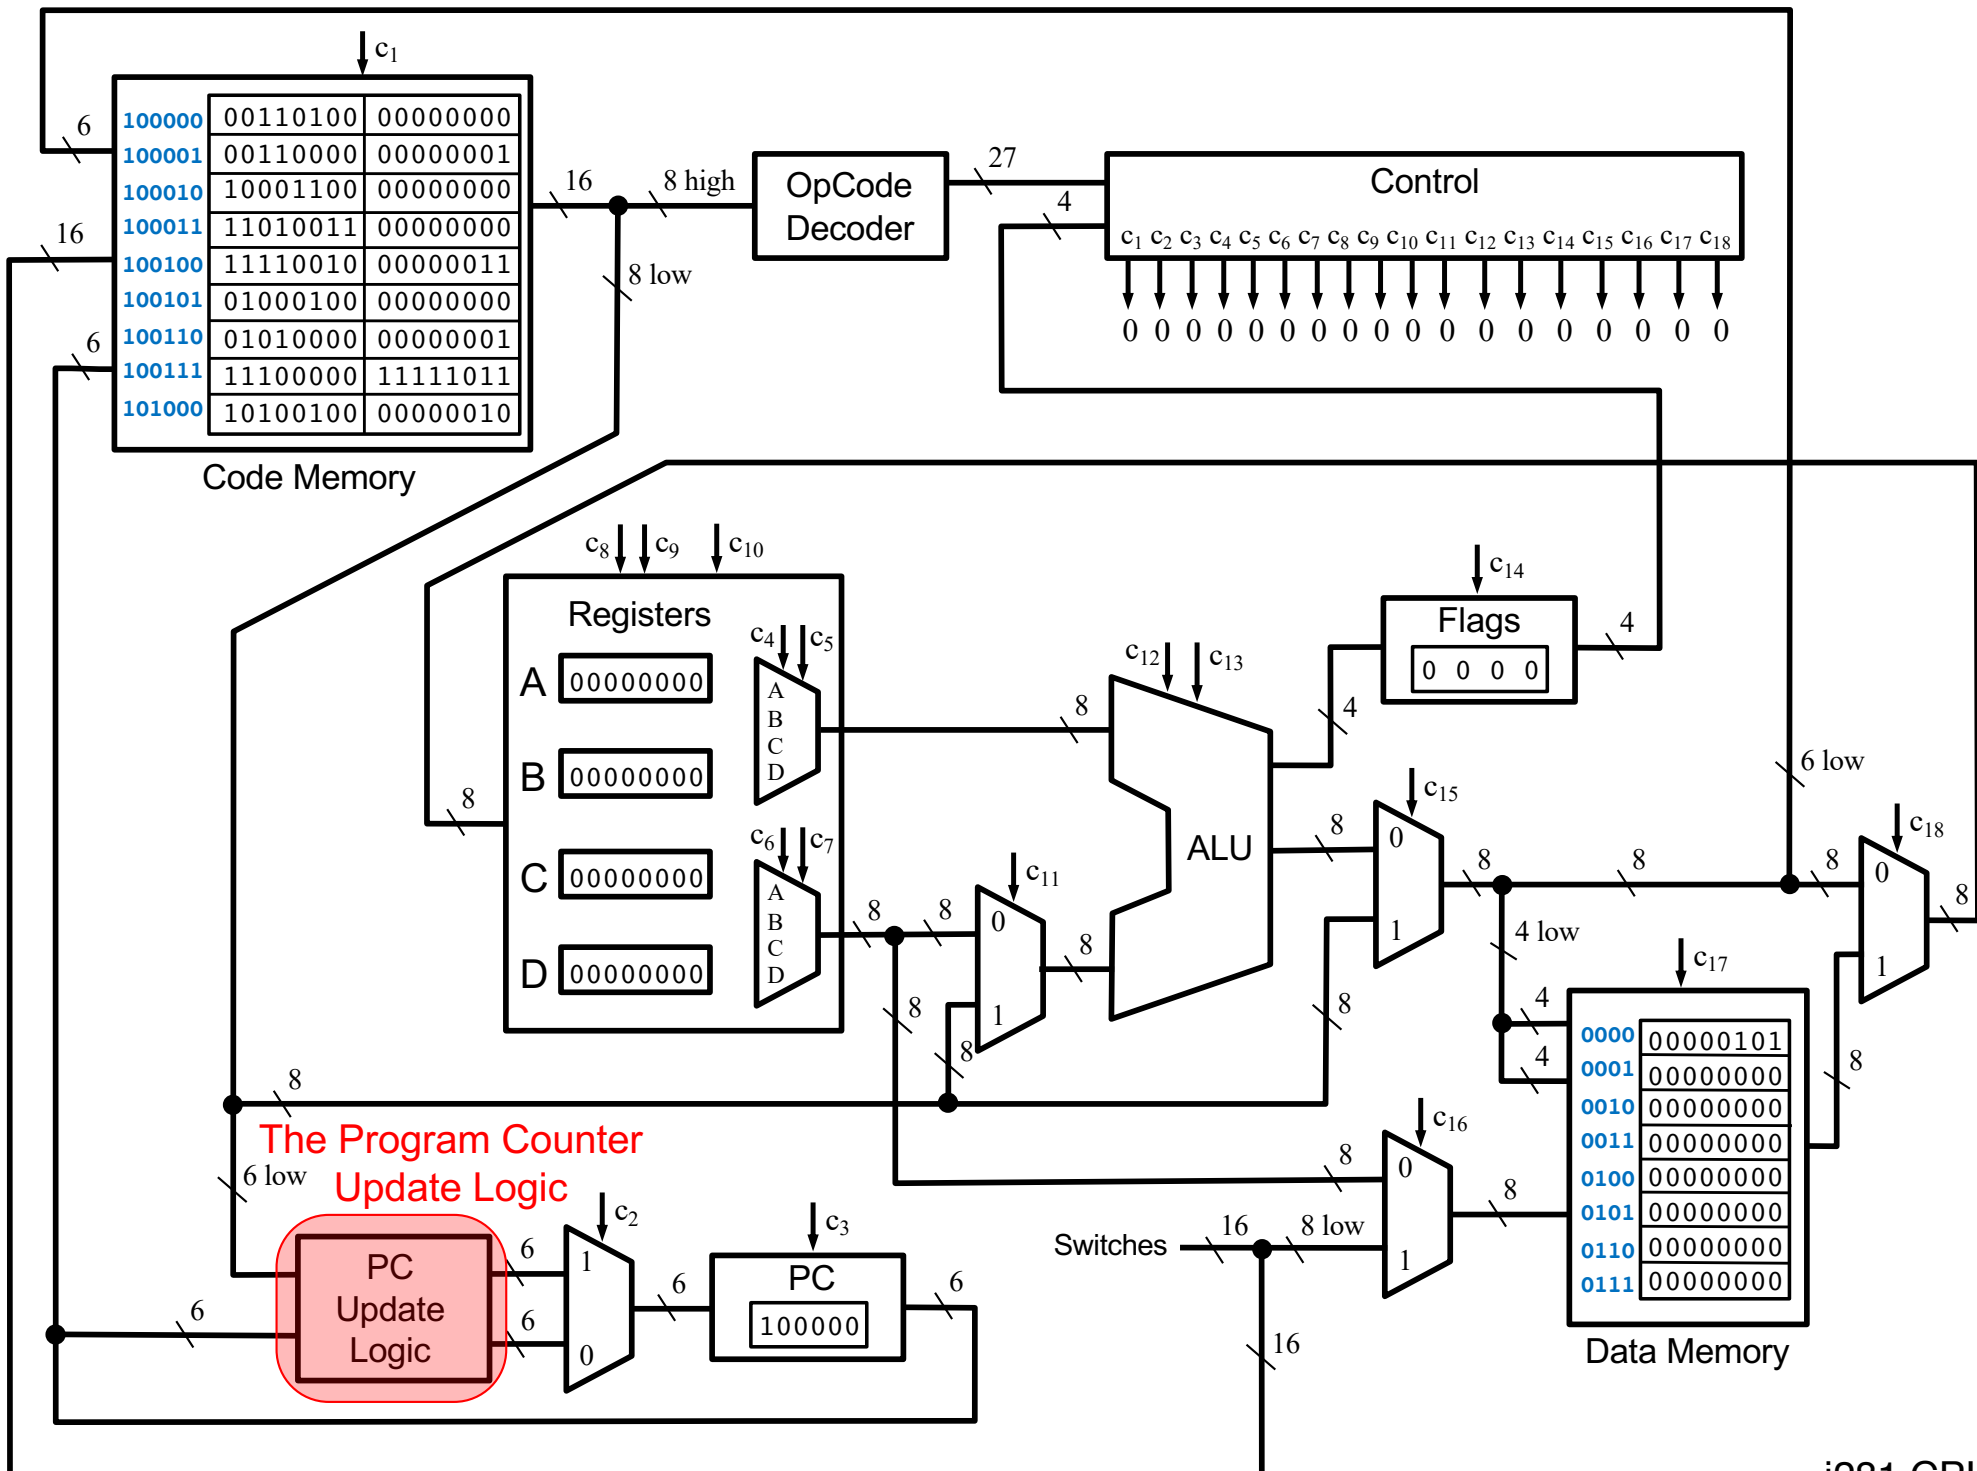 c1
6
100000 00110100 00000000
100001 00110000 00000001
100010 10001100 00000000
100011 11010011 00000000
100100 11110010 00000011
100101 01000100 00000000
100110 01010000 00000001
100111 11100000 11111011
101000 10100100 00000010
16
6
Code Memory
16
8 high
8 low
OpCode
Decoder
27
4
Control
c1 c2 c3 c4 c5 c6 c7 c8 c9 c10 c11 c12 c13 c14 c15 c16 c17 c18
0 0 0 0 0 0 0 0 0 0 0 0 0 0 0 0 0 0
c8 c9 c10
Registers
A 00000000
B 00000000
C 00000000
D 00000000
8
c4 c5
A
B
C
D
c6 c7
A
B
C
D
8
8
8
8
c11
0
1
8
8
c12 c13
ALU
c14
Flags
0 0 0 0
4
4
8
c15
0
1
8
8
4 low
8
6 low
8
c18
0
1
8
c17
4
4
0000 00000101
0001 00000000
0010 00000000
0011 00000000
0100 00000000
0101 00000000
0110 00000000
0111 00000000
Data Memory
8
8
The Program Counter
Update Logic
6 low
PC
Update
Logic
6
6
6
c2
1
0
6
c3
PC
100000
6
8
c16
0
1
8
Switches
16
8 low
16